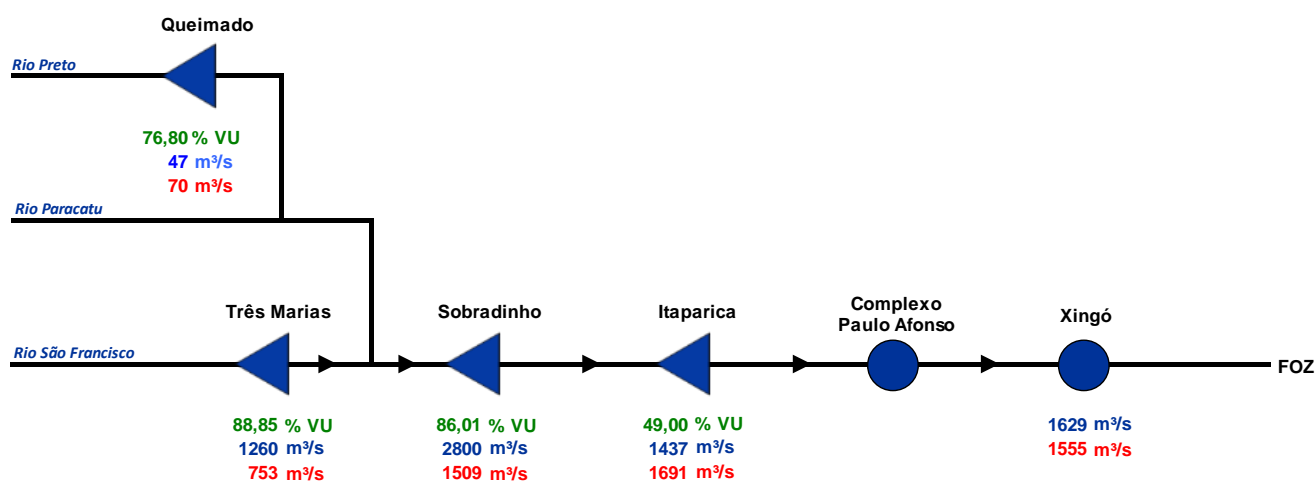 Queimado
Rio Preto
76,80 % VU
47 m³/s
70 m³/s
Rio Paracatu
Três Marias
Sobradinho
Itaparica
Complexo
Paulo Afonso
Xingó
Rio São Francisco
FOZ
88,85 % VU
1260 m³/s
753 m³/s
86,01 % VU
2800 m³/s
1509 m³/s
49,00 % VU
1437 m³/s
1691 m³/s
1629 m³/s
1555 m³/s